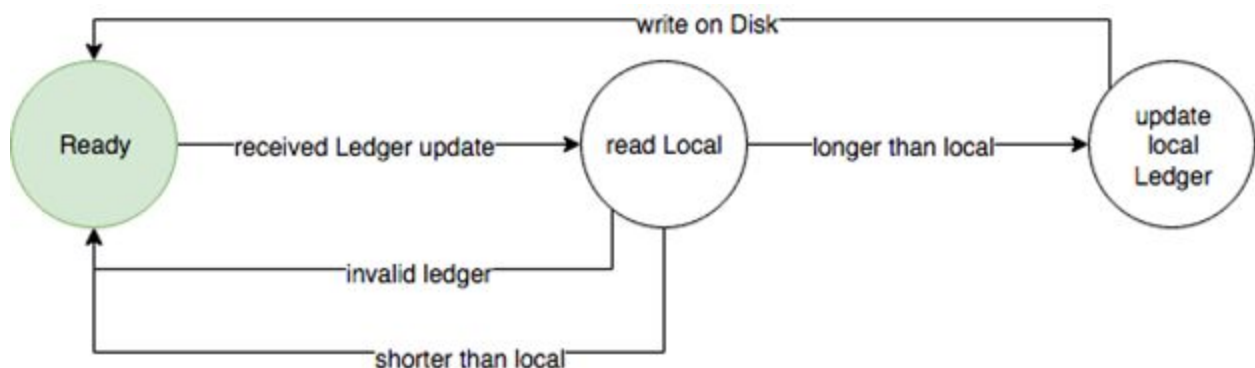 write on Disk
Ready
received Ledger update
read Local
longer than local
update
local
Ledger
invalid ledger
shorter than local